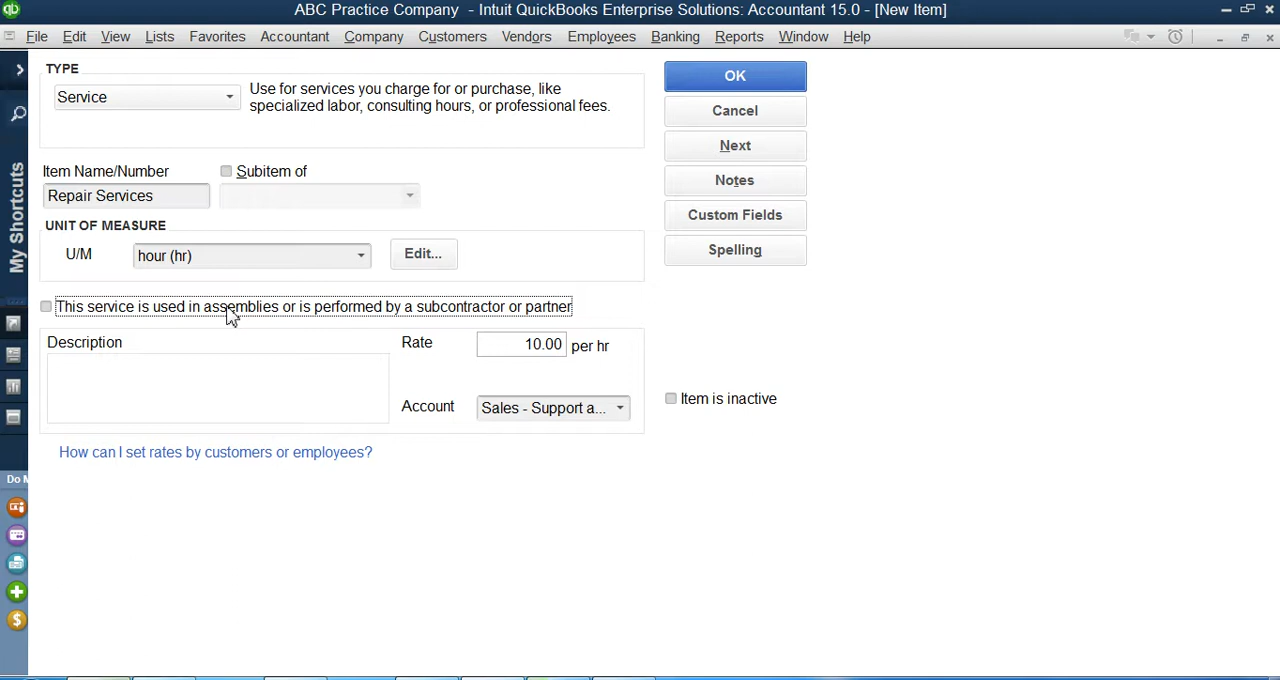 ABC Practice Company - Intuit QuickBooks Enterprise Solutions: Accountant 15.0 - [New Item]
File Edit View Lists Favorites Accountant Company Customers Vendors Employees Banking Reports Window Help
TYPE
Service
Use for services you charge for or purchase, like
specialized labor, consulting hours, or professional fees.
OK
Cancel
Next
Notes
Custom Fields
Spelling
Item Name/Number
Subitem of
Repair Services
UNIT OF MEASURE
U/M
hour (hr)
Edit...
This service is used in assemblies or is performed by a subcontractor or partner
Description
Rate
10.00 per hr
Account
Sales - Support a...
Item is inactive
How can I set rates by customers or employees?
My Shortcuts
Do M
qb